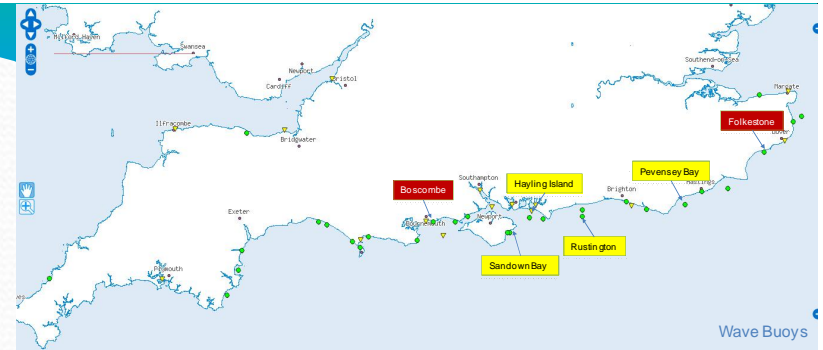 Milford Haven
Swansea
Newport
Cardiff
Bristol
Southend-on-Sea
Margate
Ilfracombe
Bridgwater
Folkestone
Dover
Southampton
Hayling Island
Pevensey Bay
Hastings
Boscombe
Brighton
Exeter
Newport
Bournemouth
Rustington
Sandown Bay
Plymouth
Wave Buoys